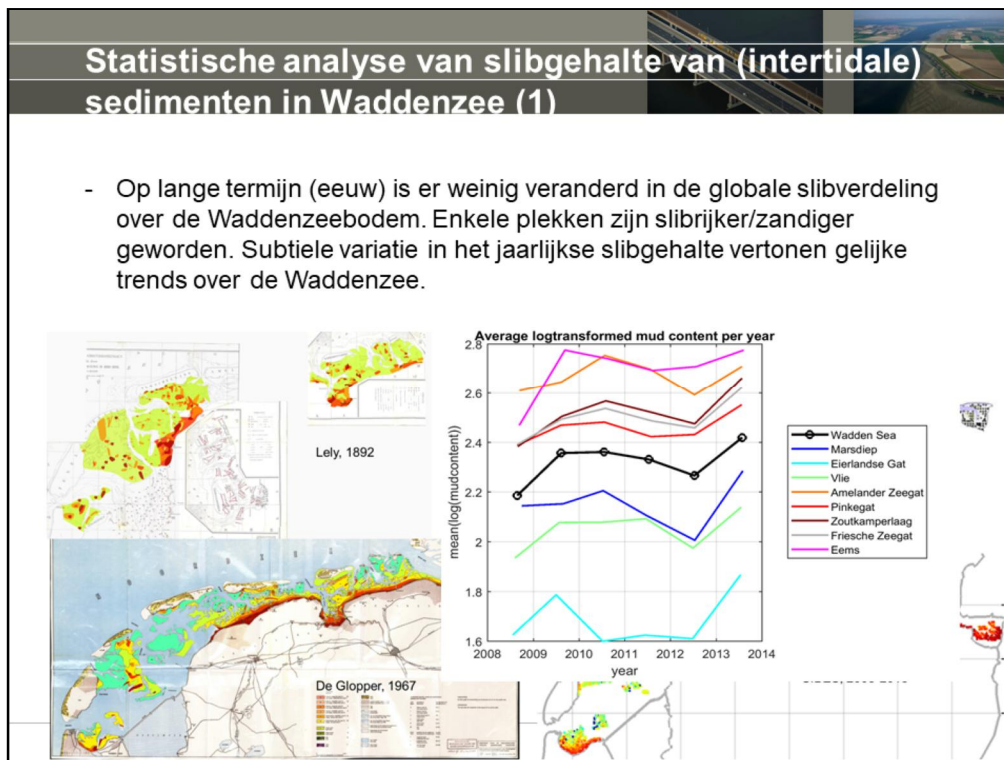 Statistische analyse van slibgehalte van (intertidale)
sedimenten in Waddenzee (1)
- Op lange termijn (eeuw) is er weinig veranderd in de globale slibverdeling
over de Waddenzeebodem. Enkele plekken zijn slibrijker/zandiger
geworden. Subtiele variatie in het jaarlijkse slibgehalte vertonen gelijke
trends over de Waddenzee.
Lely, 1892
De Glopper, 1967
Average logtransformed mud content per year
mean(log(mudcontent))
2.8
2.6
2.4
2.2
2
1.8
1.6
2008 2009 2010 2011 2012 2013 2014
year
Wadden Sea
Marsdiep
Eierlandse Gat
Vlie
Amelander Zeegat
Pinkegat
Zoutkamperlaag
Friesche Zeegat
Eems